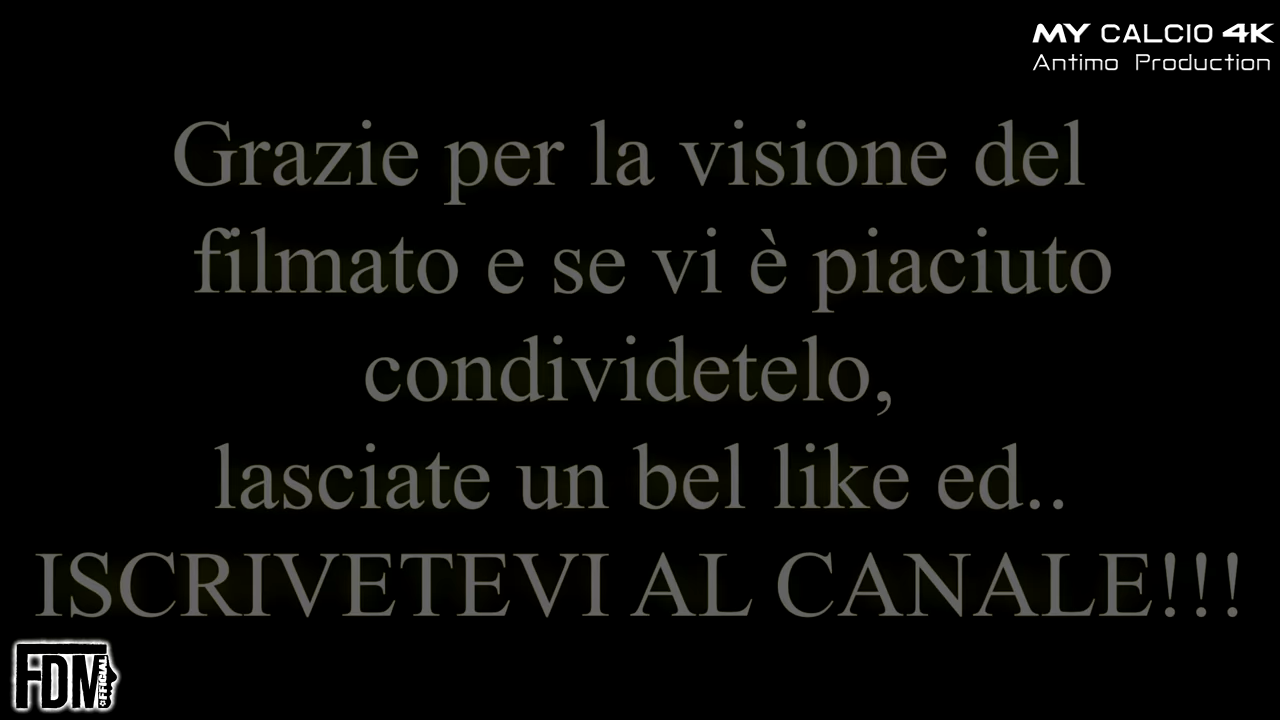 MY CALCIO 4K
Antimo Production
Grazie per la visione del
filmato e se vi è piaciuto
condividetelo,
lasciate un bel like ed..
ISCRIVETEVI AL CANALE!!!
FDM
OFFICIAL